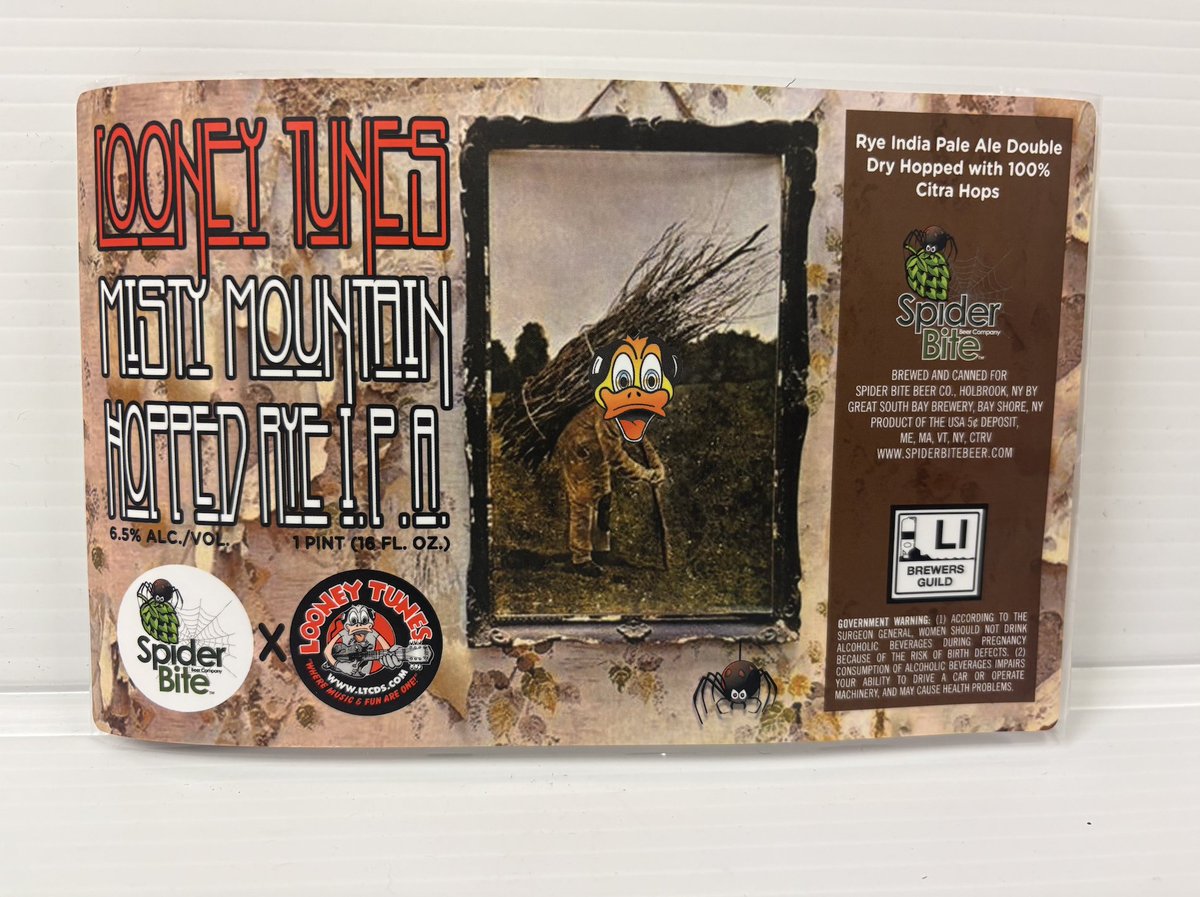 LOONEY TUNES
MISTY MOUNTAIN
HOPPED RYE I.P.A.
6.5% ALC./VOL. 1 PINT (16 FL. OZ.)
Spider
Beer Company
Bite™
X
LOONEY TUNES
WWW.LTCDS.COM
"WHERE MUSIC & FUN ARE ONE!"
Rye India Pale Ale Double
Dry Hopped with 100%
Citra Hops
Spider
Beer Company
Bite™
BREWED AND CANNED FOR
SPIDER BITE BEER CO., HOLBROOK, NY BY
GREAT SOUTH BAY BREWERY, BAY SHORE, NY
PRODUCT OF THE USA 5¢ DEPOSIT,
ME, MA, VT, NY, CTRV
WWW.SPIDERBITEBEER.COM
LI
BREWERS
GUILD
GOVERNMENT WARNING: (1) ACCORDING TO THE
SURGEON GENERAL, WOMEN SHOULD NOT DRINK
ALCOHOLIC BEVERAGES DURING PREGNANCY
BECAUSE OF THE RISK OF BIRTH DEFECTS. (2)
CONSUMPTION OF ALCOHOLIC BEVERAGES IMPAIRS
YOUR ABILITY TO DRIVE A CAR OR OPERATE
MACHINERY, AND MAY CAUSE HEALTH PROBLEMS.